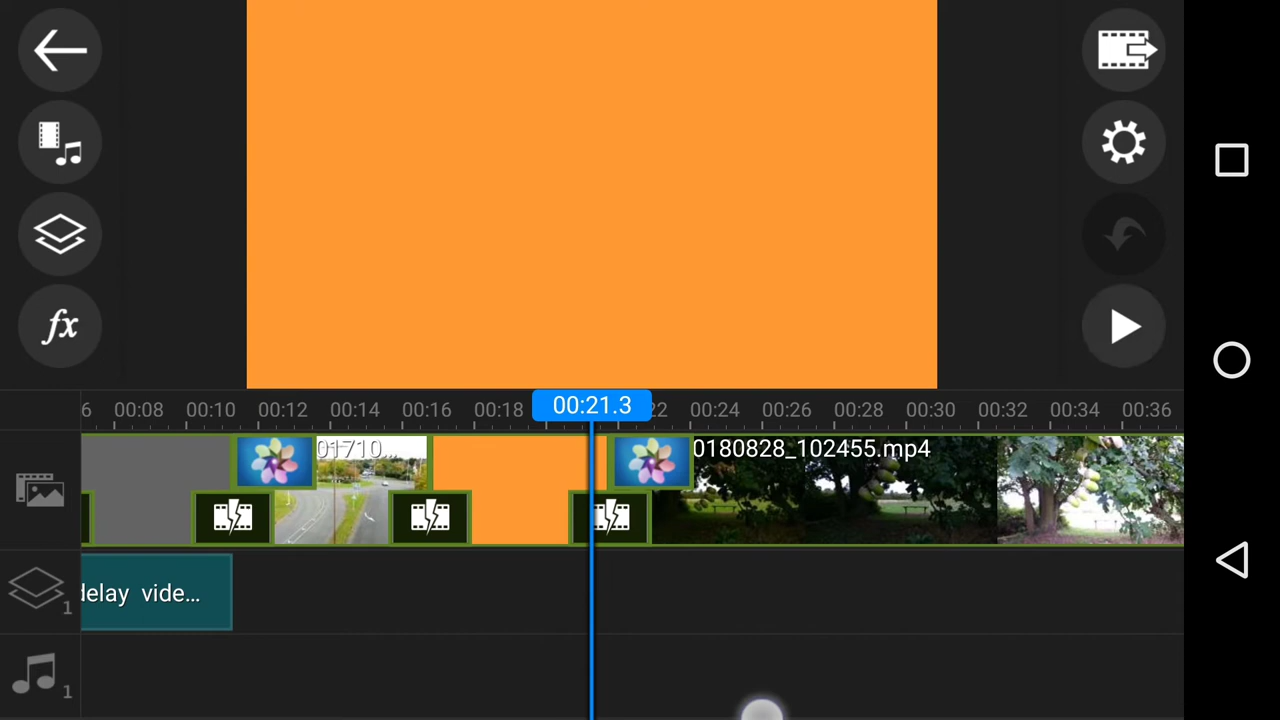 fx
6 00:08 00:10 00:12 00:14 00:16 00:18 00:21.3 22 00:24 00:26 00:28 00:30 00:32 00:34 00:36
01710... 0180828_102455.mp4
delay vide...
1
1